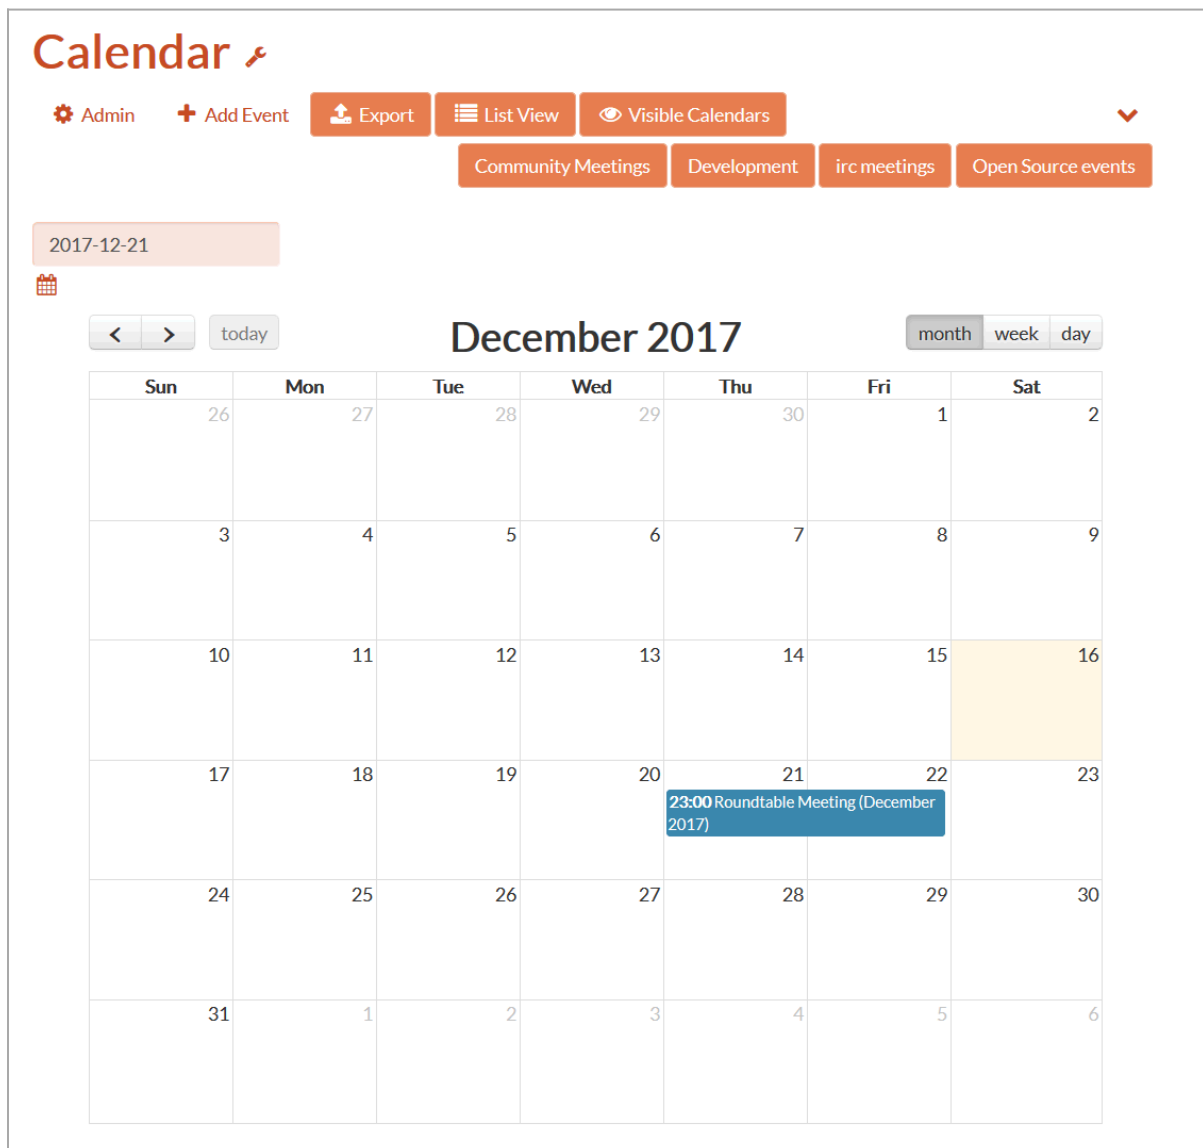 Calendar
Admin Add Event Export List View Visible Calendars
Community Meetings Development irc meetings Open Source events
2017-12-21
today December 2017 month week day
Sun Mon Tue Wed Thu Fri Sat
26 27 28 29 30 1 2
3 4 5 6 7 8 9
10 11 12 13 14 15 16
17 18 19 20 21 22 23
23:00 Roundtable Meeting (December
2017)
24 25 26 27 28 29 30
31 1 2 3 4 5 6